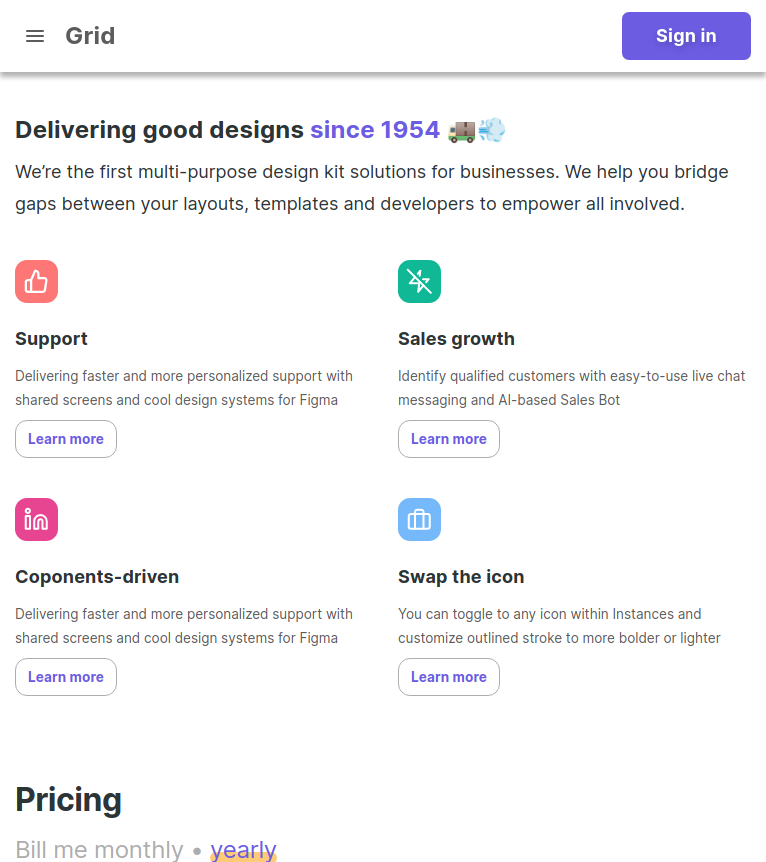 Grid
Sign in
Delivering good designs since 1954 🚚💨
We’re the first multi-purpose design kit solutions for businesses. We help you bridge
gaps between your layouts, templates and developers to empower all involved.
Support
Delivering faster and more personalized support with
shared screens and cool design systems for Figma
Learn more
Sales growth
Identify qualified customers with easy-to-use live chat
messaging and AI-based Sales Bot
Learn more
Coponents-driven
Delivering faster and more personalized support with
shared screens and cool design systems for Figma
Learn more
Swap the icon
You can toggle to any icon within Instances and
customize outlined stroke to more bolder or lighter
Learn more
Pricing
Bill me monthly • yearly